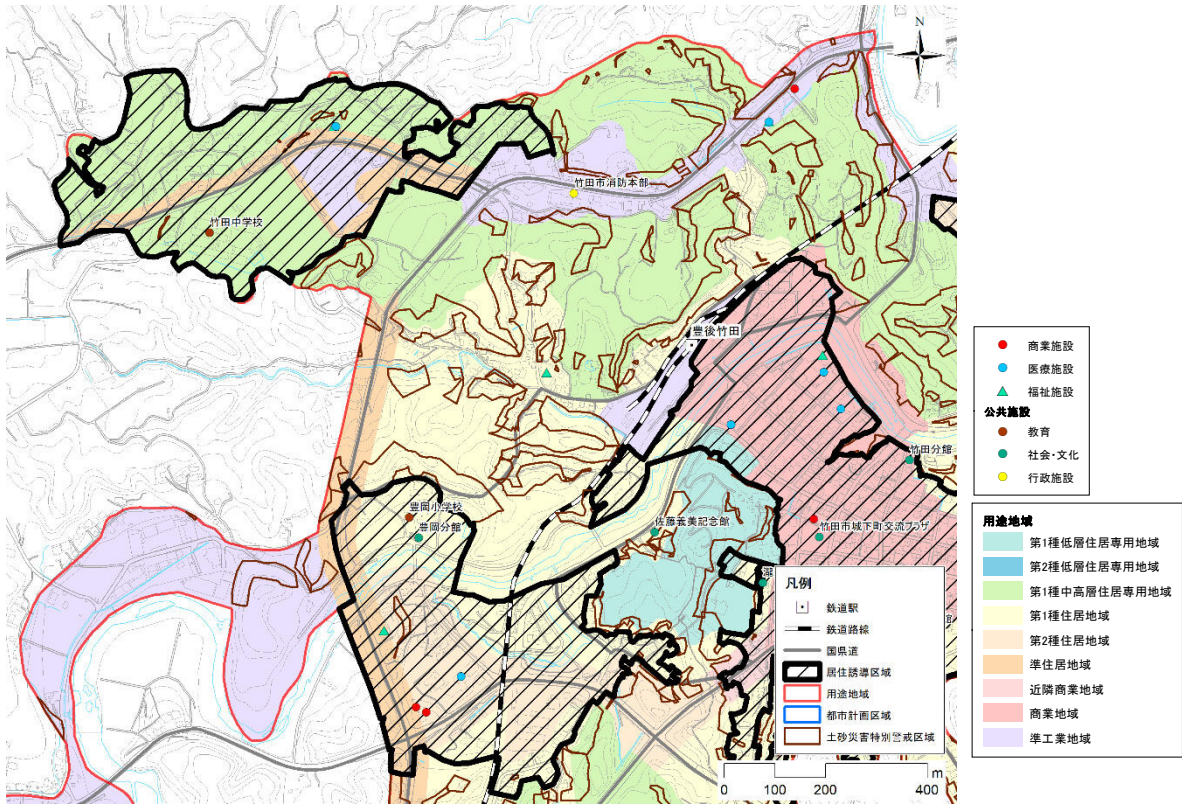 N
竹田市消防本部
竹田中学校
豊後竹田
竹田分館
豊岡小学校
豊岡分館
佐藤義美記念館
竹田市城下町交流プラザ
凡例
鉄道駅
鉄道路線
国県道
居住誘導区域
用途地域
都市計画区域
土砂災害特別警戒区域
0 100 200 400
m
商業施設
医療施設
福祉施設
公共施設
教育
社会・文化
行政施設
用途地域
第1種低層住居専用地域
第2種低層住居専用地域
第1種中高層住居専用地域
第1種住居地域
第2種住居地域
準住居地域
近隣商業地域
商業地域
準工業地域